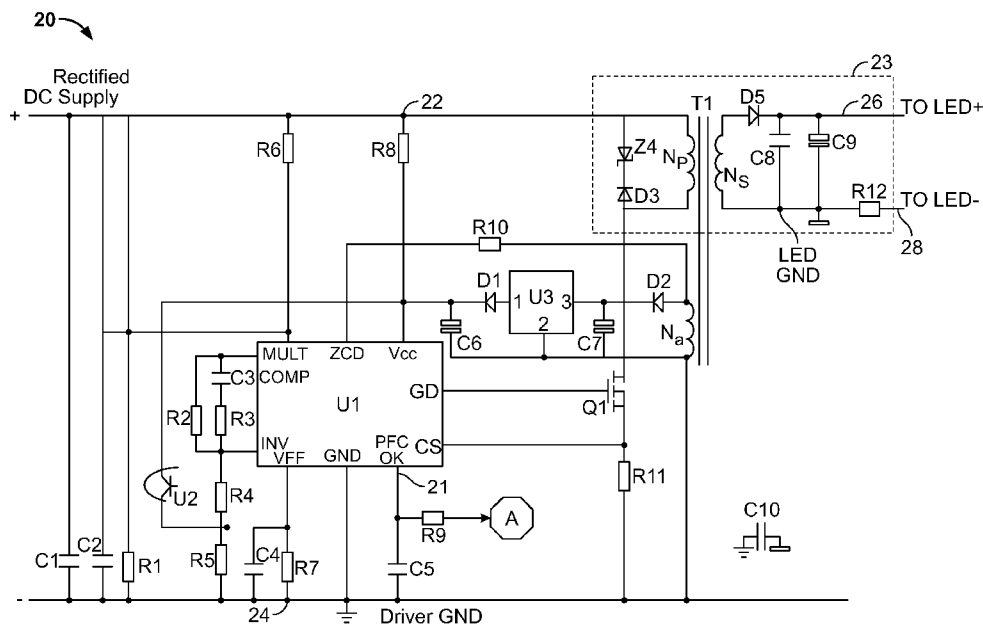 20
Rectified
DC Supply
+
22
23
T1
D5
26
TO LED+
R6
R8
Z4
NP
NS
C8
C9
D3
R12
TO LED-
28
R10
LED
GND
D1
1 U3 3
2
D2
C6
C7
Na
MULT ZCD Vcc
COMP
C3
GD
Q1
R2
R3
U1
INV
VFF
GND
PFC
OK
CS
21
R11
U2
R4
R9
A
C10
C1
C2
R1
R5
C4
R7
C5
-
24
Driver GND